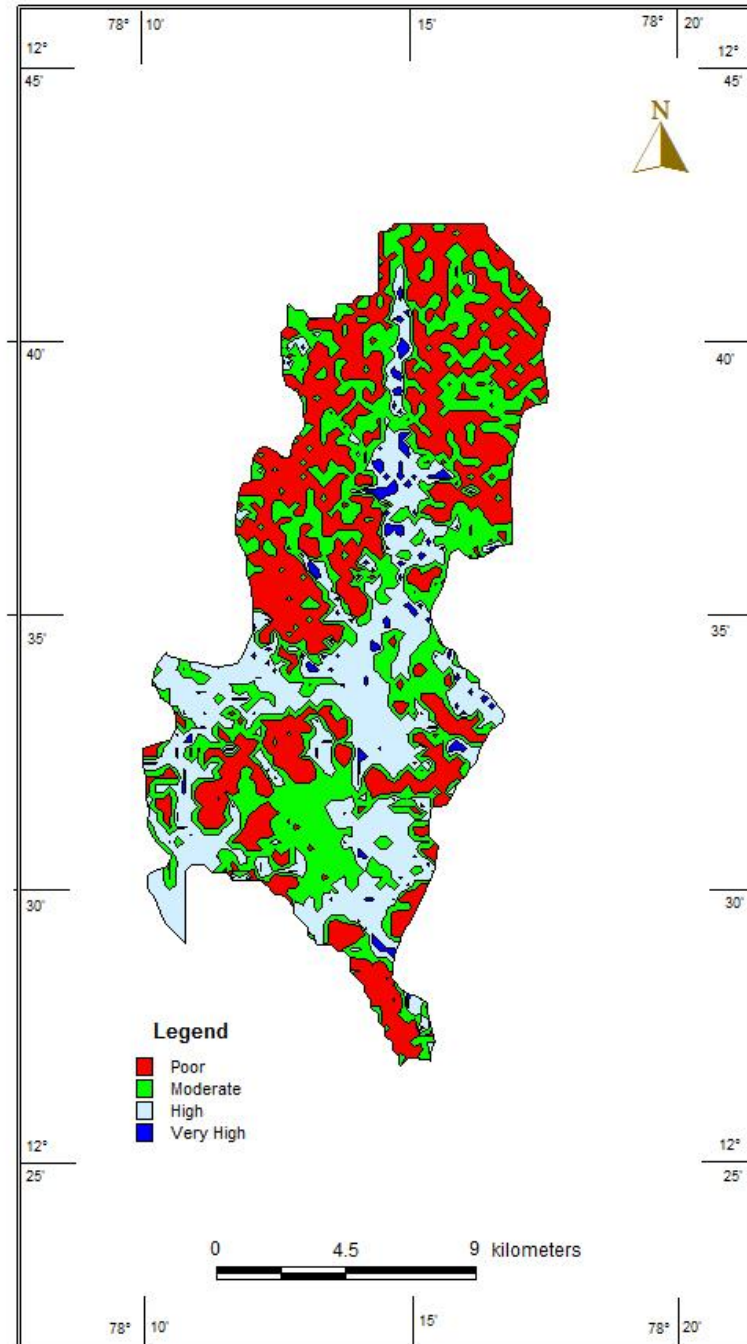 78° 10' 15' 78° 20'
12° 12°
45' 45'
N
40' 40'
35' 35'
30' 30'
Legend
Poor
Moderate
High
Very High
12° 12°
25' 25'
0 4.5 9 kilometers
78° 10' 15' 78° 20'